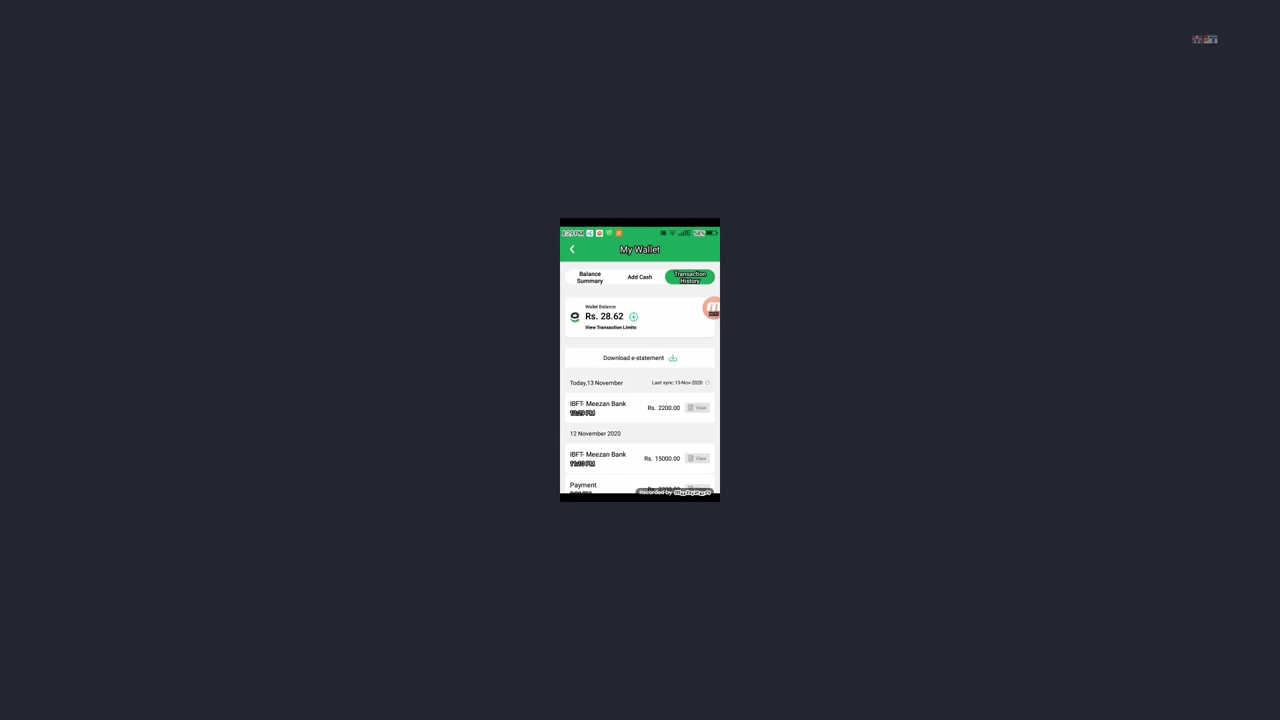 My Wallet
Balance Summary
Add Cash
Transaction History
Wallet Balance
Rs. 28.62
View Transaction Limits
Download e-statement
Today,13 November
Last sync: 13-Nov-2020
IBFT- Meezan Bank
Rs. 2200.00
View
12 November 2020
IBFT- Meezan Bank
Rs. 15000.00
View
Payment
Recorded by